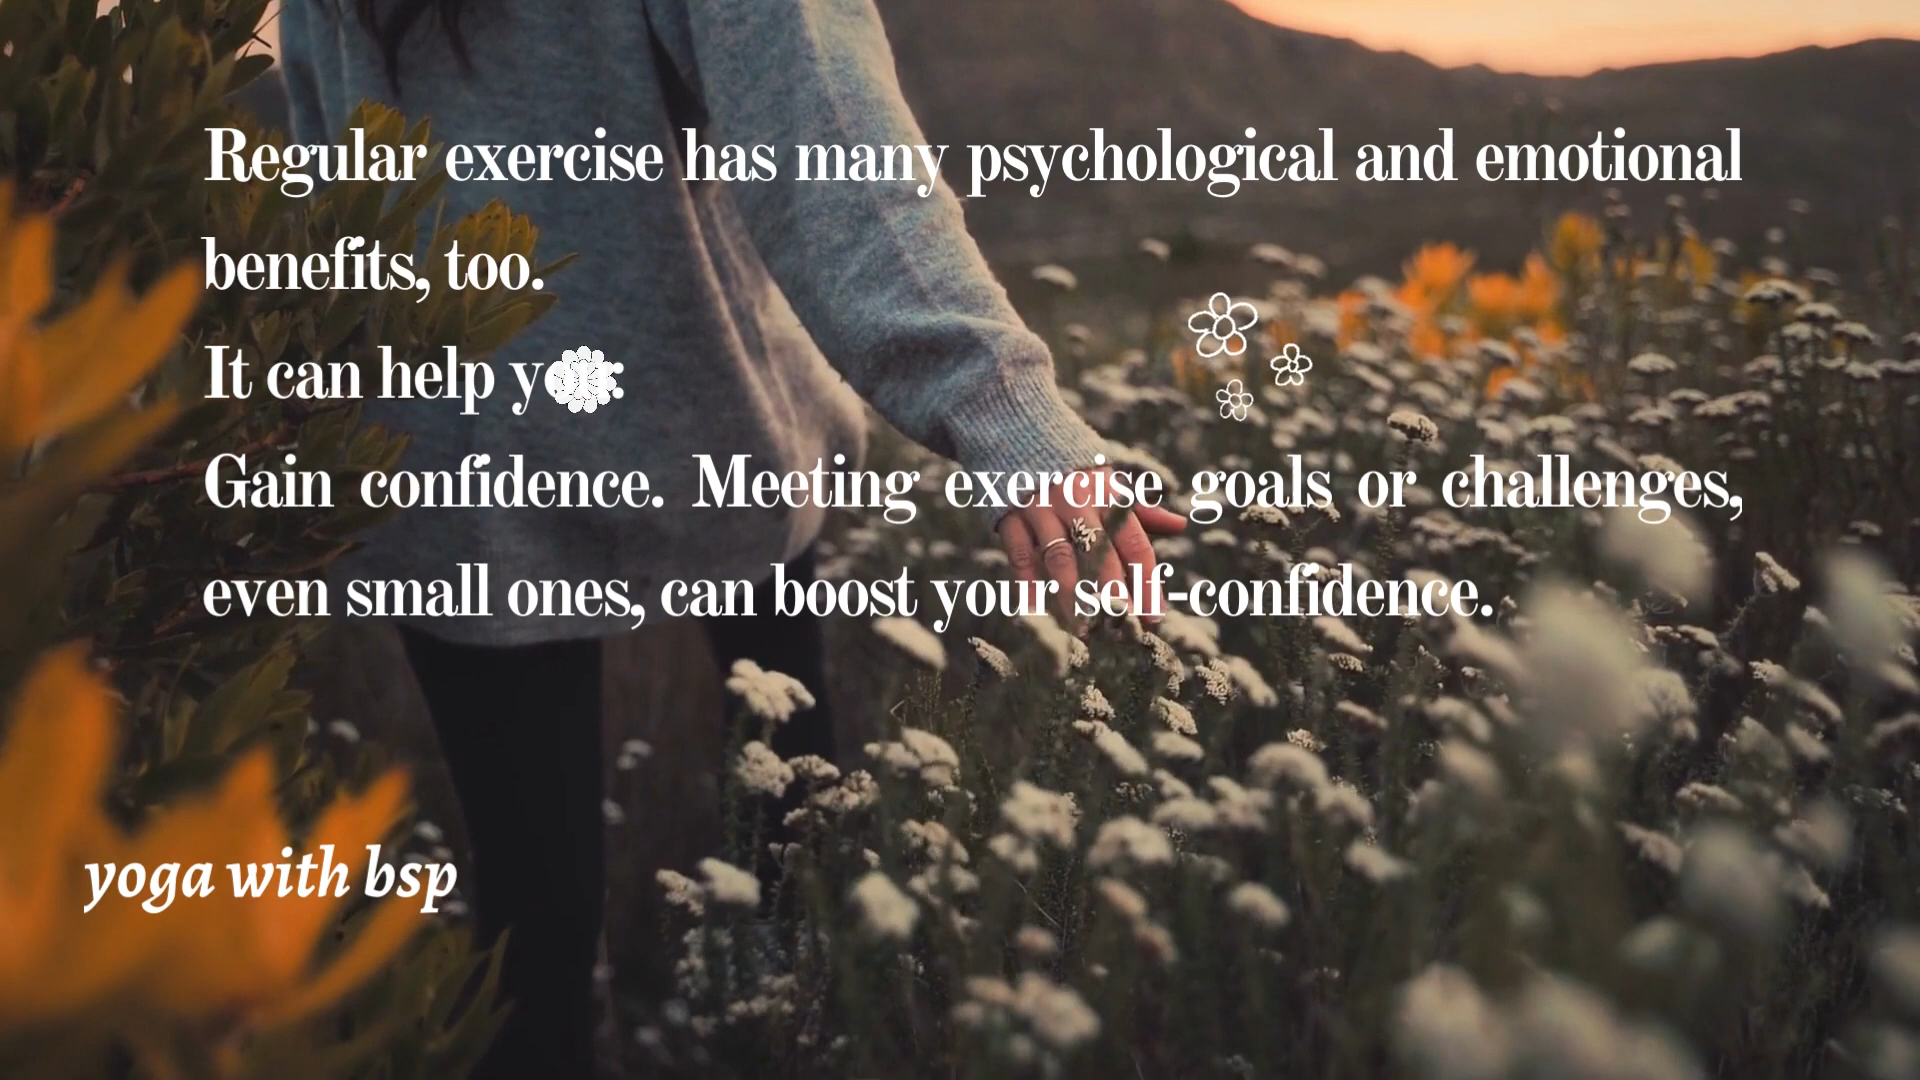 Regular exercise has many psychological and emotional
benefits, too.
It can help you:
Gain confidence. Meeting exercise goals or challenges,
even small ones, can boost your self-confidence.
yoga with bsp